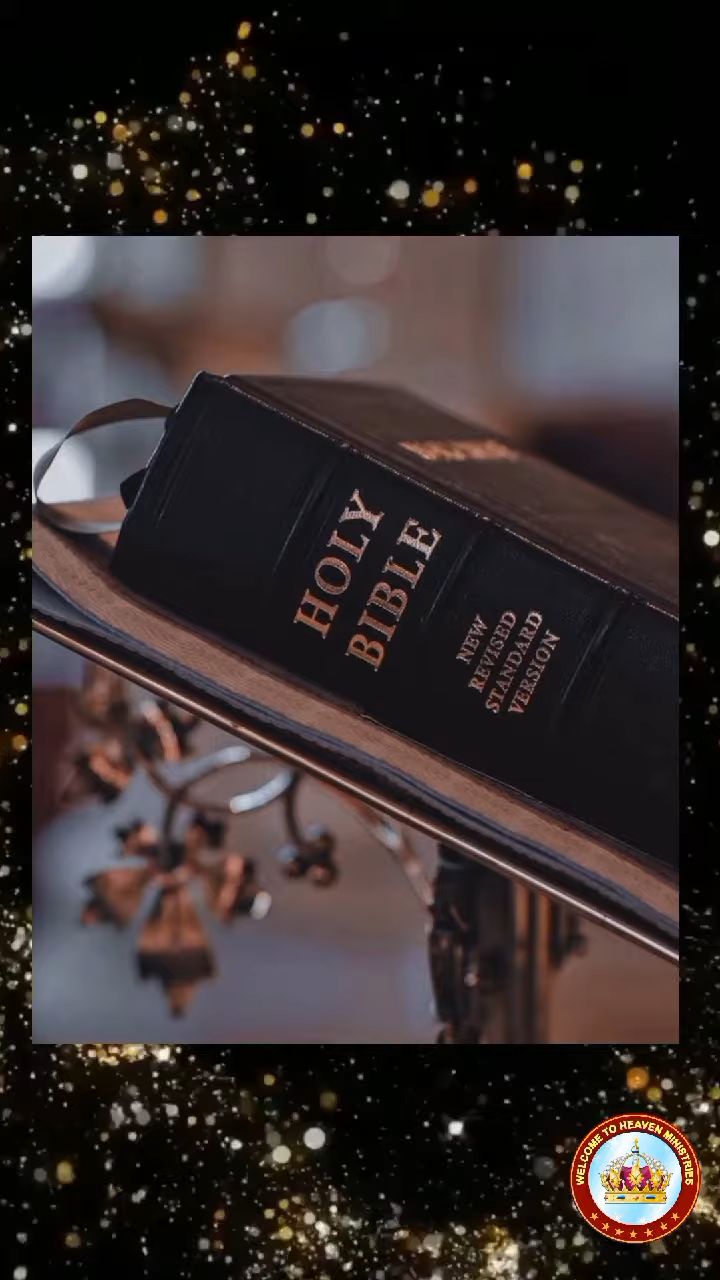 HOLY
BIBLE
NEW
REVISED
STANDARD
VERSION
WELCOME TO HEAVEN MINISTRIES